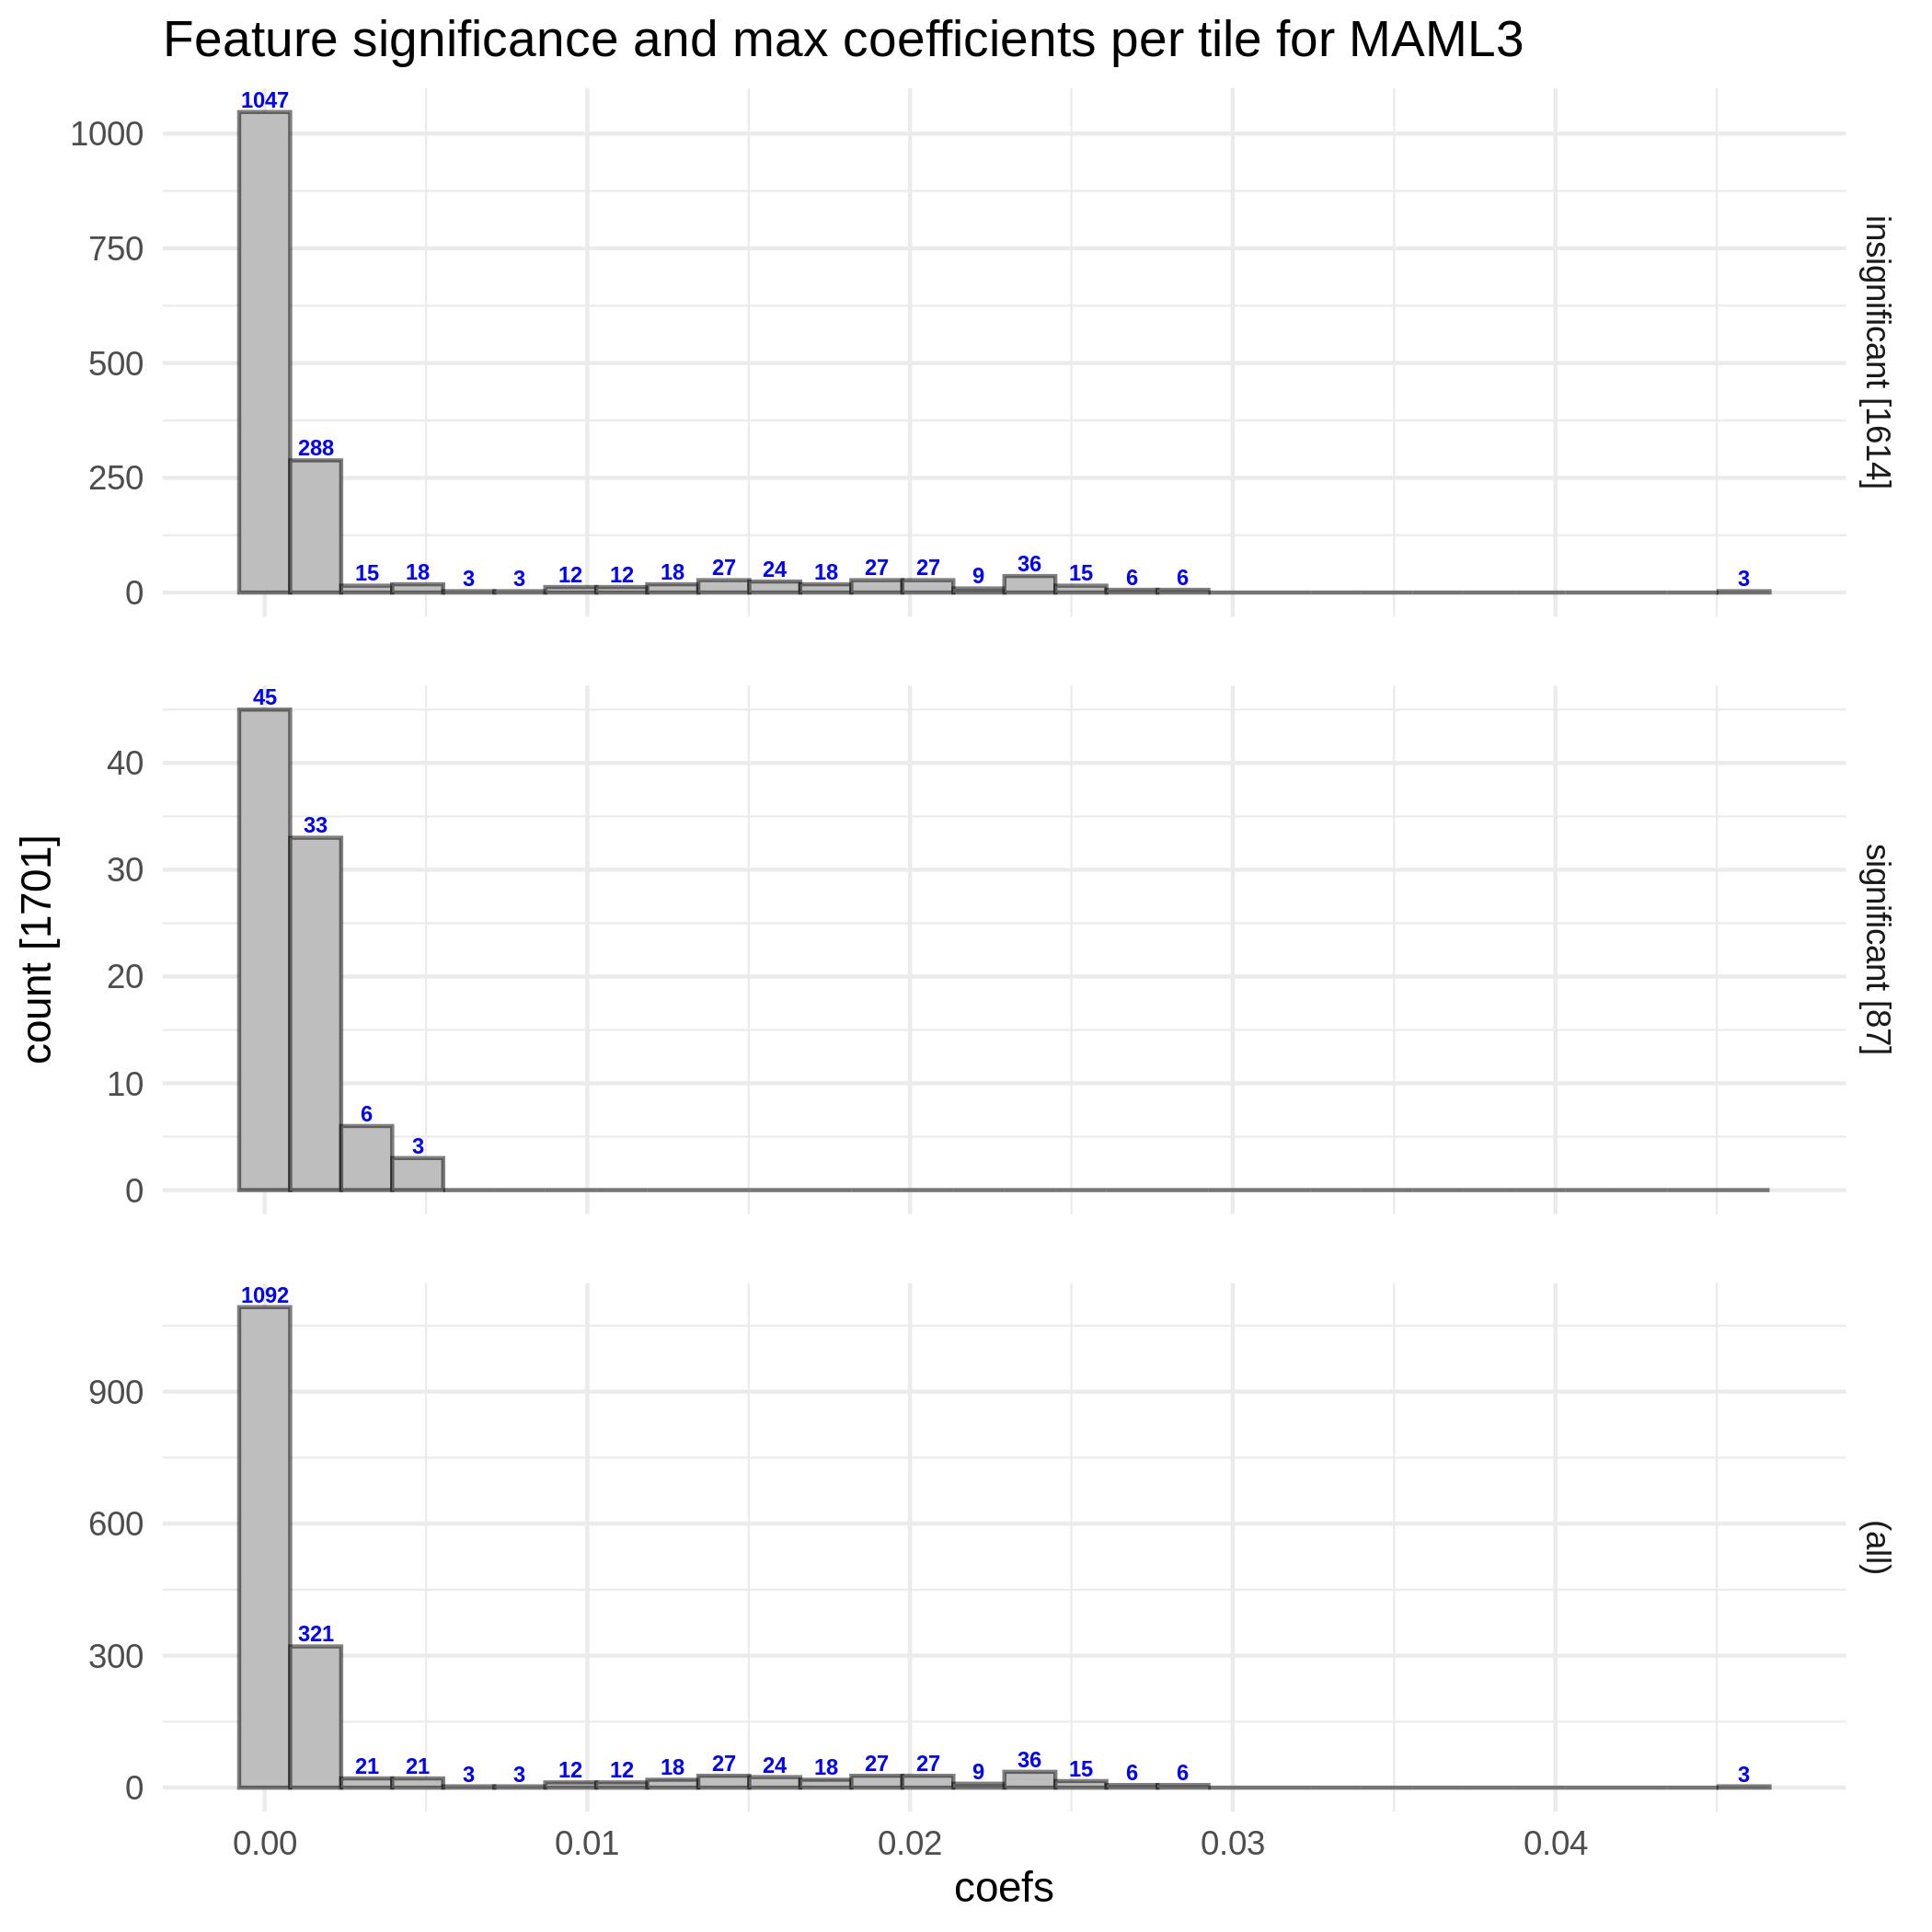 Feature significance and max coefficients per tile for MAML3
1047
1000
750
500
288
250
15 18 3 3 12 12 18 27 24 18 27 27 9 36 15 6 6 3
0
insignificant [1614]
45
40
33
30
20
10
6
3
0
significant [87]
count [1701]
1092
900
600
321
300
21 21 3 3 12 12 18 27 24 18 27 27 9 36 15 6 6 3
0
(all)
0.00 0.01 0.02 0.03 0.04
coefs